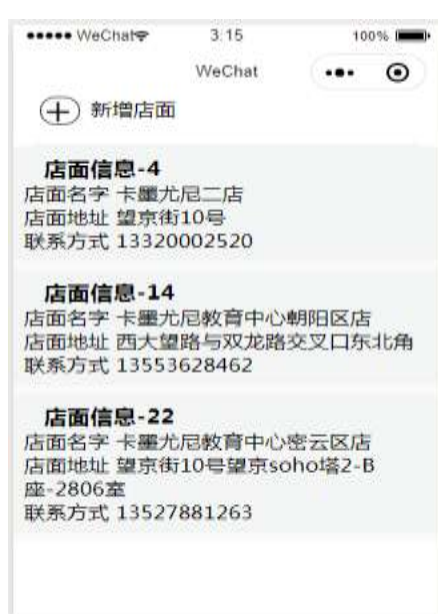 WeChat 3:15 100%
WeChat
新增店面
店面信息-4
店面名字 卡墨尤尼二店
店面地址 望京街10号
联系方式 13320002520
店面信息-14
店面名字 卡墨尤尼教育中心朝阳区店
店面地址 西大望路与双龙路交叉口东北角
联系方式 13553628462
店面信息-22
店面名字 卡墨尤尼教育中心密云区店
店面地址 望京街10号望京soho塔2-B
座-2806室
联系方式 13527881263